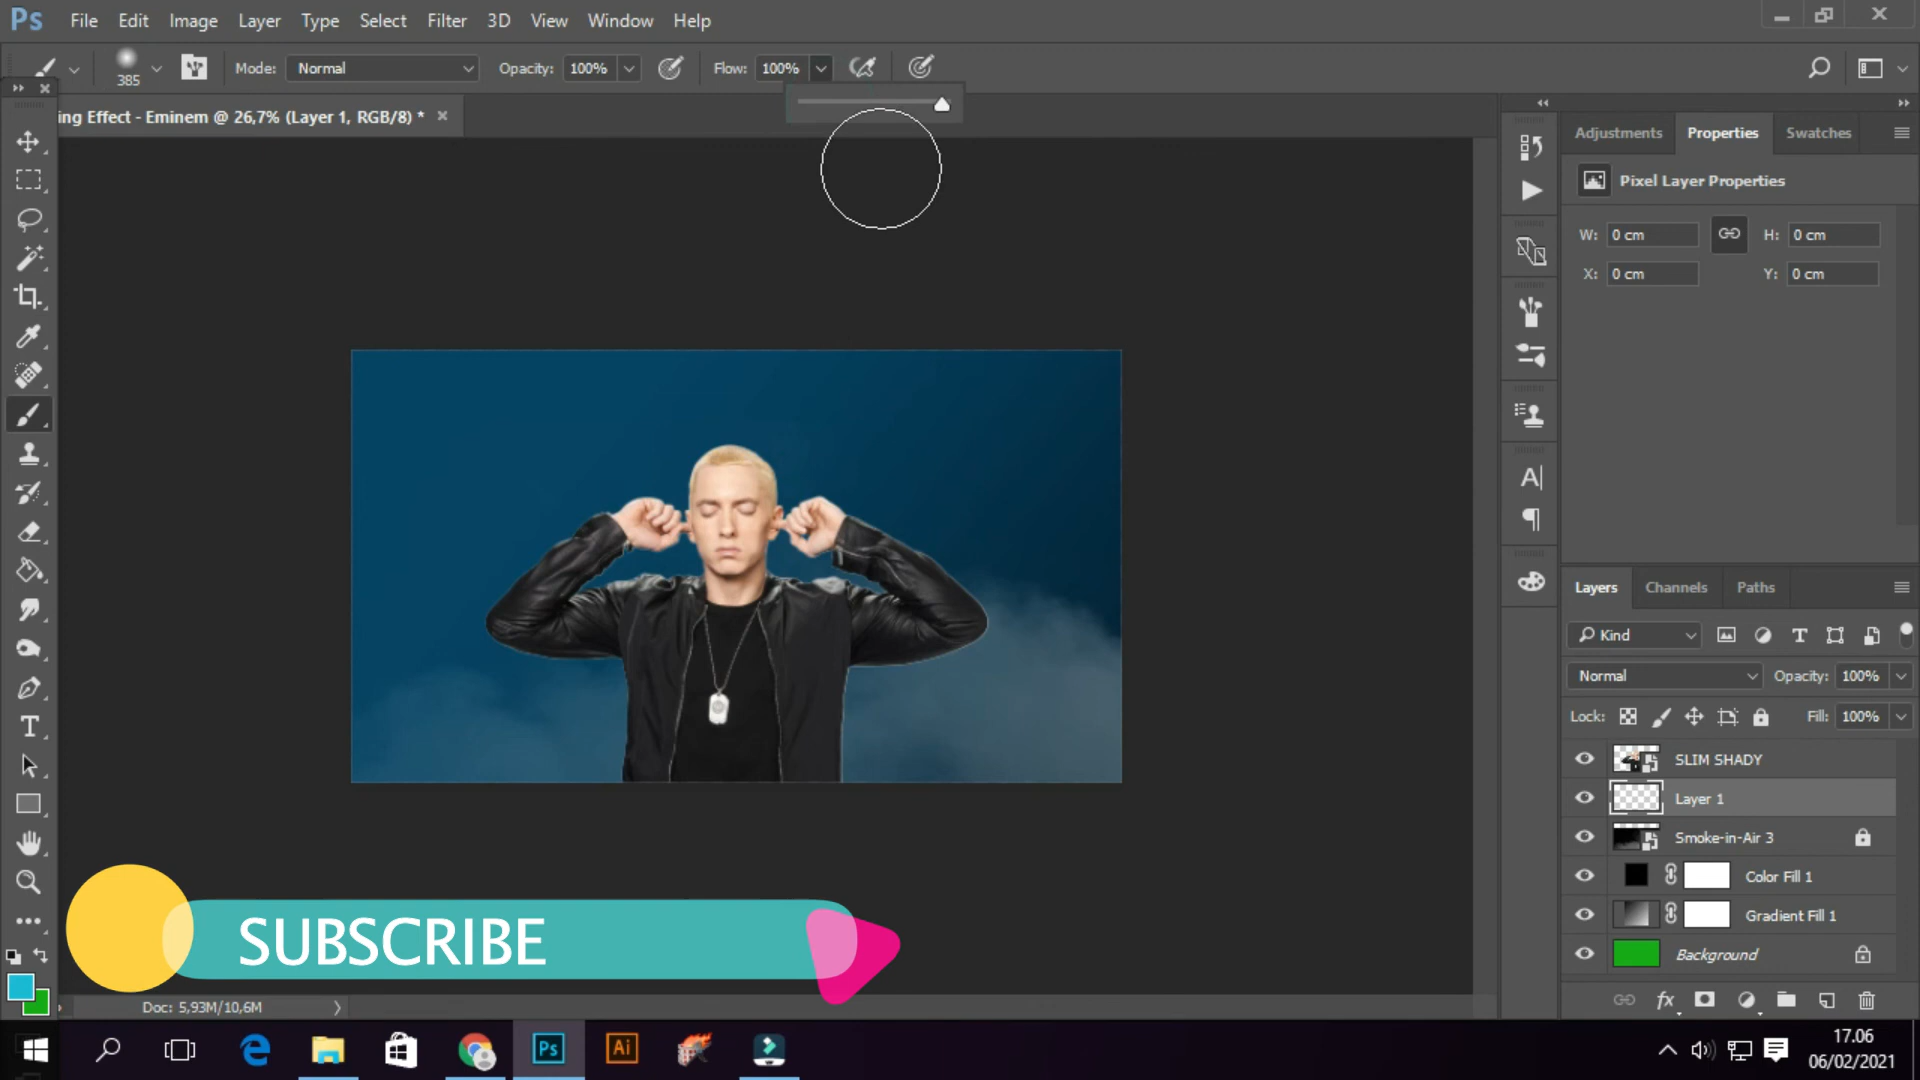 Ps File Edit Image Layer Type Select Filter 3D View Window Help
385 Mode: Normal Opacity: 100% Flow: 100%
ing Effect - Eminem @ 26,7% (Layer 1, RGB/8) *
Adjustments Properties Swatches
Pixel Layer Properties
W: 0 cm H: 0 cm
X: 0 cm Y: 0 cm
Layers Channels Paths
Kind
Normal Opacity: 100%
Lock: Fill: 100%
SLIM SHADY
Layer 1
Smoke-in-Air 3
Color Fill 1
Gradient Fill 1
Background
SUBSCRIBE
Doc: 5,93M/10,6M
Ps Ai
17.06
06/02/2021